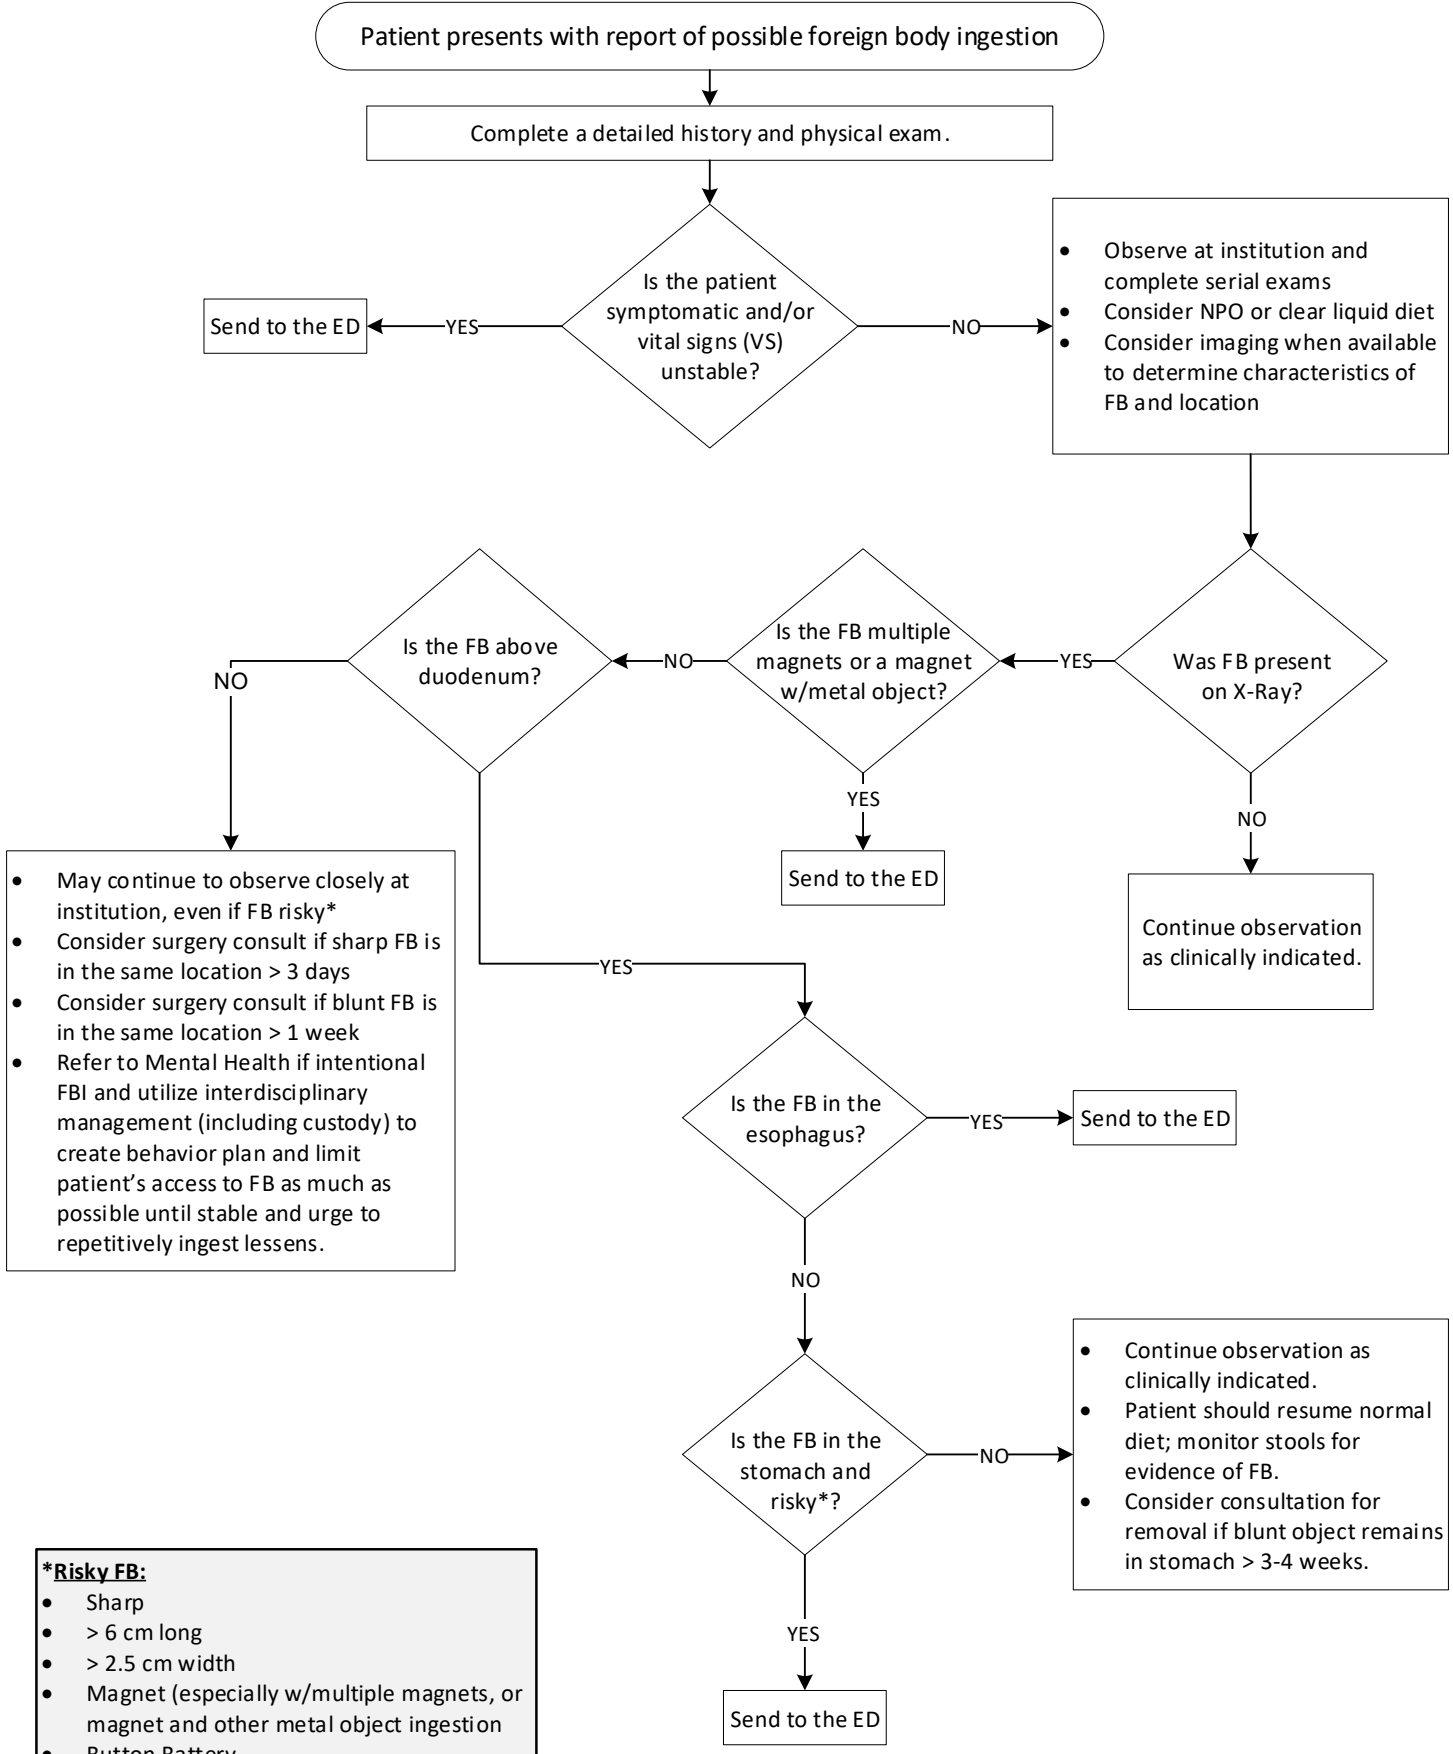 Patient presents with report of possible foreign body ingestion
Complete a detailed history and physical exam.
Is the patient
symptomatic and/or
vital signs (VS)
unstable?
YES
Send to the ED
NO
• Observe at institution and
complete serial exams
• Consider NPO or clear liquid diet
• Consider imaging when available
to determine characteristics of
FB and location
Was FB present
on X-Ray?
YES
NO
Continue observation
as clinically indicated.
Is the FB multiple
magnets or a magnet
w/metal object?
NO
YES
Send to the ED
Is the FB above
duodenum?
NO
• May continue to observe closely at
institution, even if FB risky*
• Consider surgery consult if sharp FB is
in the same location > 3 days
• Consider surgery consult if blunt FB is
in the same location > 1 week
• Refer to Mental Health if intentional
FBI and utilize interdisciplinary
management (including custody) to
create behavior plan and limit
patient's access to FB as much as
possible until stable and urge to
repetitively ingest lessens.
YES
Is the FB in the
esophagus?
YES
Send to the ED
NO
Is the FB in the
stomach and
risky*?
NO
• Continue observation as
clinically indicated.
• Patient should resume normal
diet; monitor stools for
evidence of FB.
• Consider consultation for
removal if blunt object remains
in stomach > 3-4 weeks.
YES
Send to the ED
*Risky FB:
• Sharp
• > 6 cm long
• > 2.5 cm width
• Magnet (especially w/multiple magnets, or
magnet and other metal object ingestion
• Button Battery